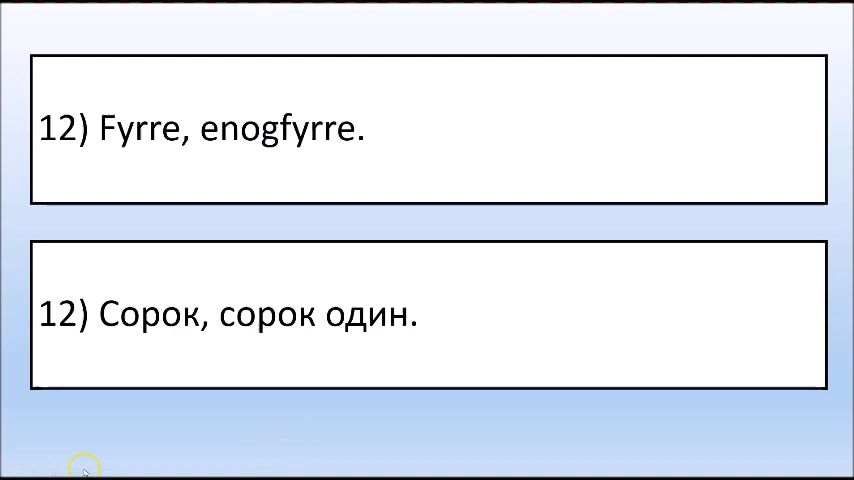 12) Fyrre, enogfyrre.
12) Сорок, сорок один.